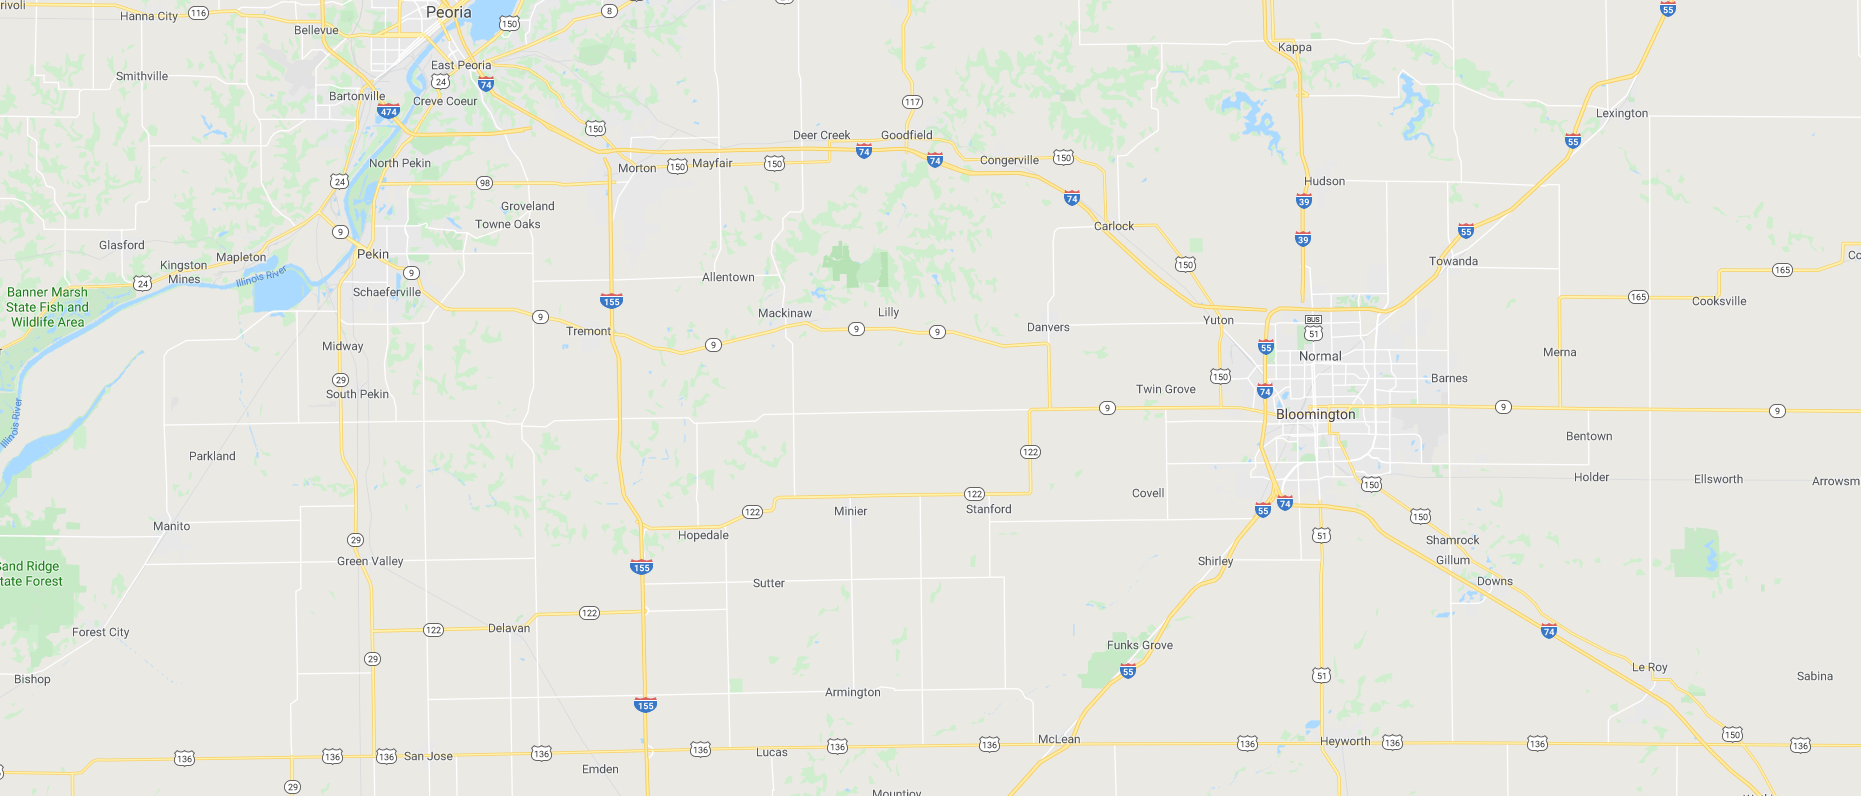 rivoli
Hanna City
116
Peoria
150
8
55
Bellevue
Kappa
East Peoria
Smithville
24
74
Bartonville
Creve Coeur
474
117
Lexington
150
Deer Creek
Goodfield
55
North Pekin
Morton
150
Mayfair
150
74
74
Congerville
150
24
98
Hudson
74
39
Groveland
Towne Oaks
Carlock
9
39
55
Glasford
Pekin
Kingston
Mines
Mapleton
Illinois River
150
Towanda
165
Co
24
9
Allentown
Banner Marsh
State Fish and
Wildlife Area
Schaeferville
155
165
Cooksville
9
Tremont
Mackinaw
Lilly
9
9
Danvers
Yuton
BUS
51
Midway
9
55
Normal
Merna
29
South Pekin
150
Twin Grove
74
Barnes
Illinois River
9
Bloomington
9
9
Bentown
Parkland
122
Holder
Ellsworth
Arrowsm
150
Covell
122
Stanford
55
74
122
Minier
150
Manito
Hopedale
51
29
Shamrock
Green Valley
Gillum
Shirley
Sand Ridge
State Forest
155
Sutter
Downs
122
122
Delavan
Forest City
74
Funks Grove
29
55
Le Roy
51
Sabina
Bishop
Armington
155
150
McLean
136
136
136
San Jose
136
136
Lucas
136
136
136
Heyworth
136
136
136
Emden
29
Mountjoy